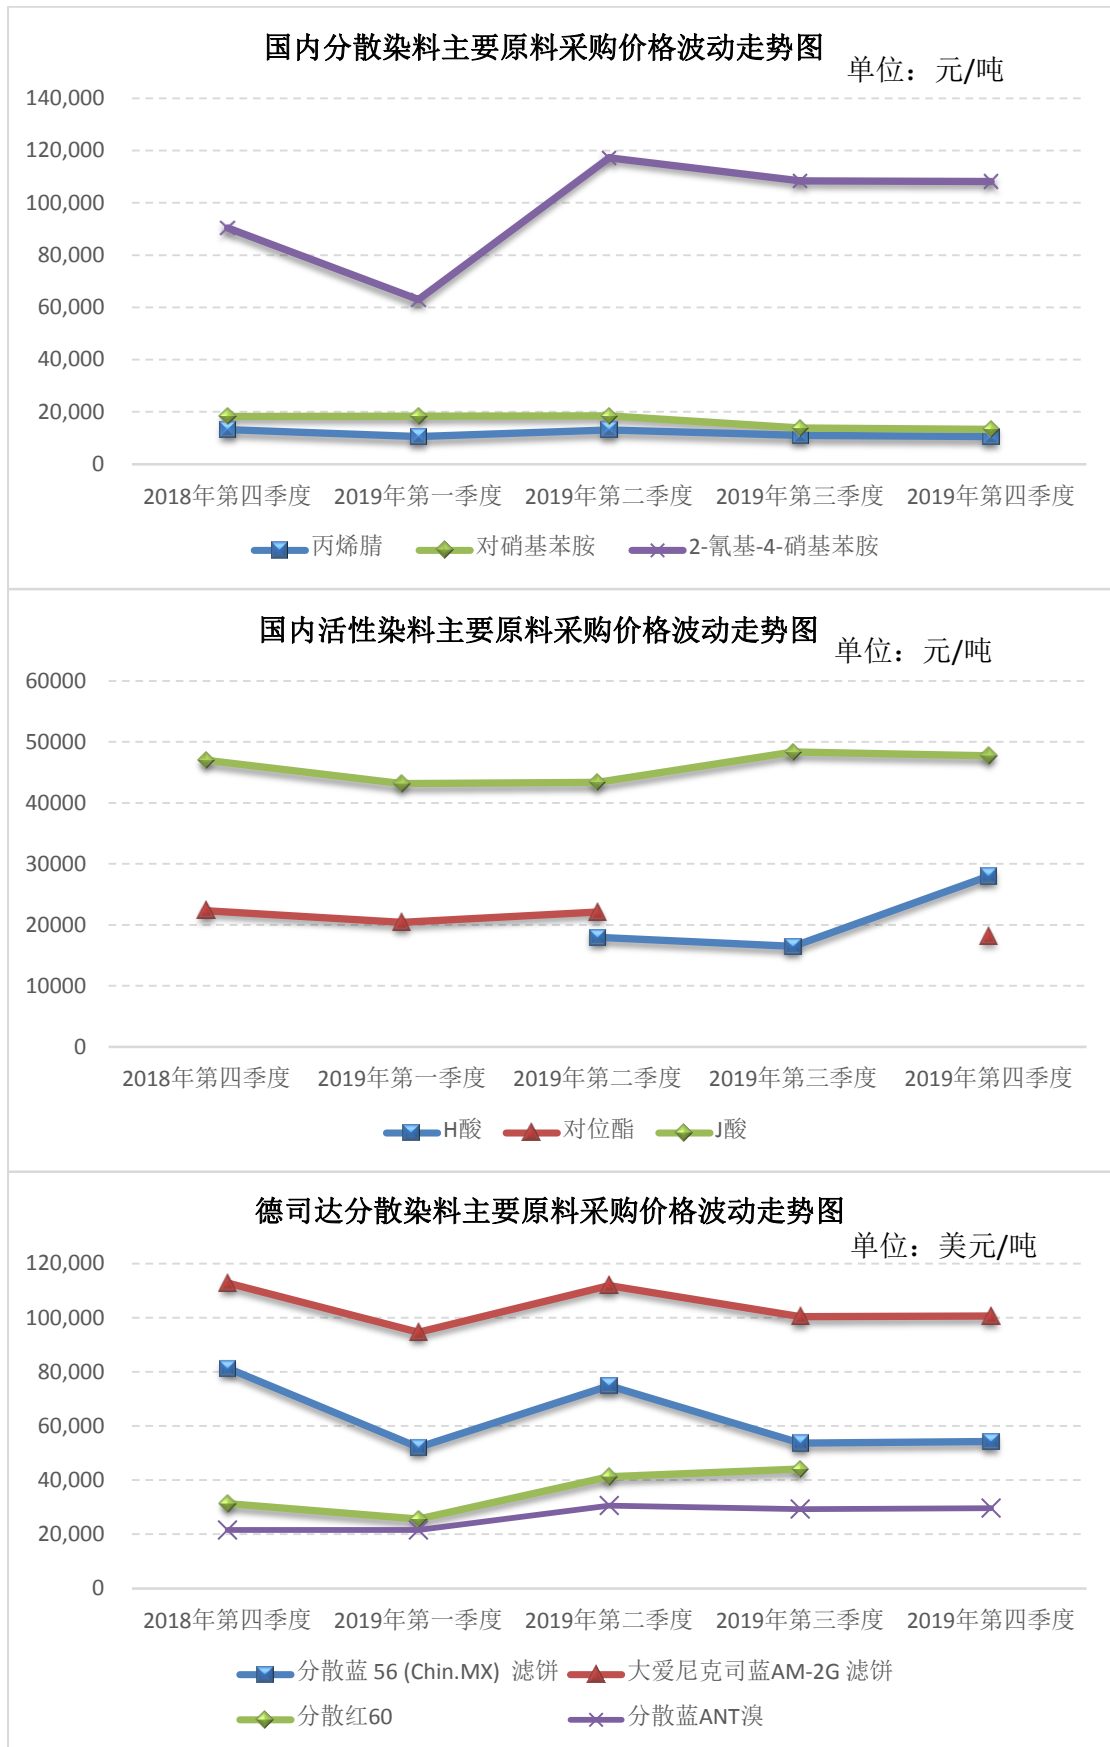 国内分散染料主要原料采购价格波动走势图
单位：元/吨
140,000
120,000
100,000
80,000
60,000
40,000
20,000
0
2018年第四季度 2019年第一季度 2019年第二季度 2019年第三季度 2019年第四季度
丙烯腈 对硝基苯胺 2-氰基-4-硝基苯胺
国内活性染料主要原料采购价格波动走势图
单位：元/吨
60000
50000
40000
30000
20000
10000
0
2018年第四季度 2019年第一季度 2019年第二季度 2019年第三季度 2019年第四季度
H酸 对位酯 J酸
德司达分散染料主要原料采购价格波动走势图
单位：美元/吨
120,000
100,000
80,000
60,000
40,000
20,000
0
2018年第四季度 2019年第一季度 2019年第二季度 2019年第三季度 2019年第四季度
分散蓝 56 (Chin.MX) 滤饼 大爱尼克司蓝AM-2G 滤饼
分散红60 分散蓝ANT溴